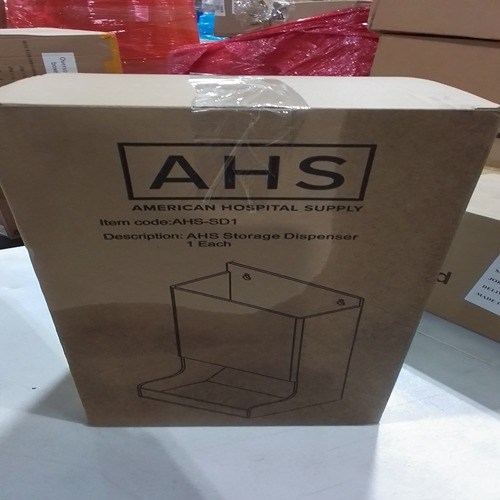 AHS
AMERICAN HOSPITAL SUPPLY
Item code:AHS-SD1
Description: AHS Storage Dispenser
1 Each